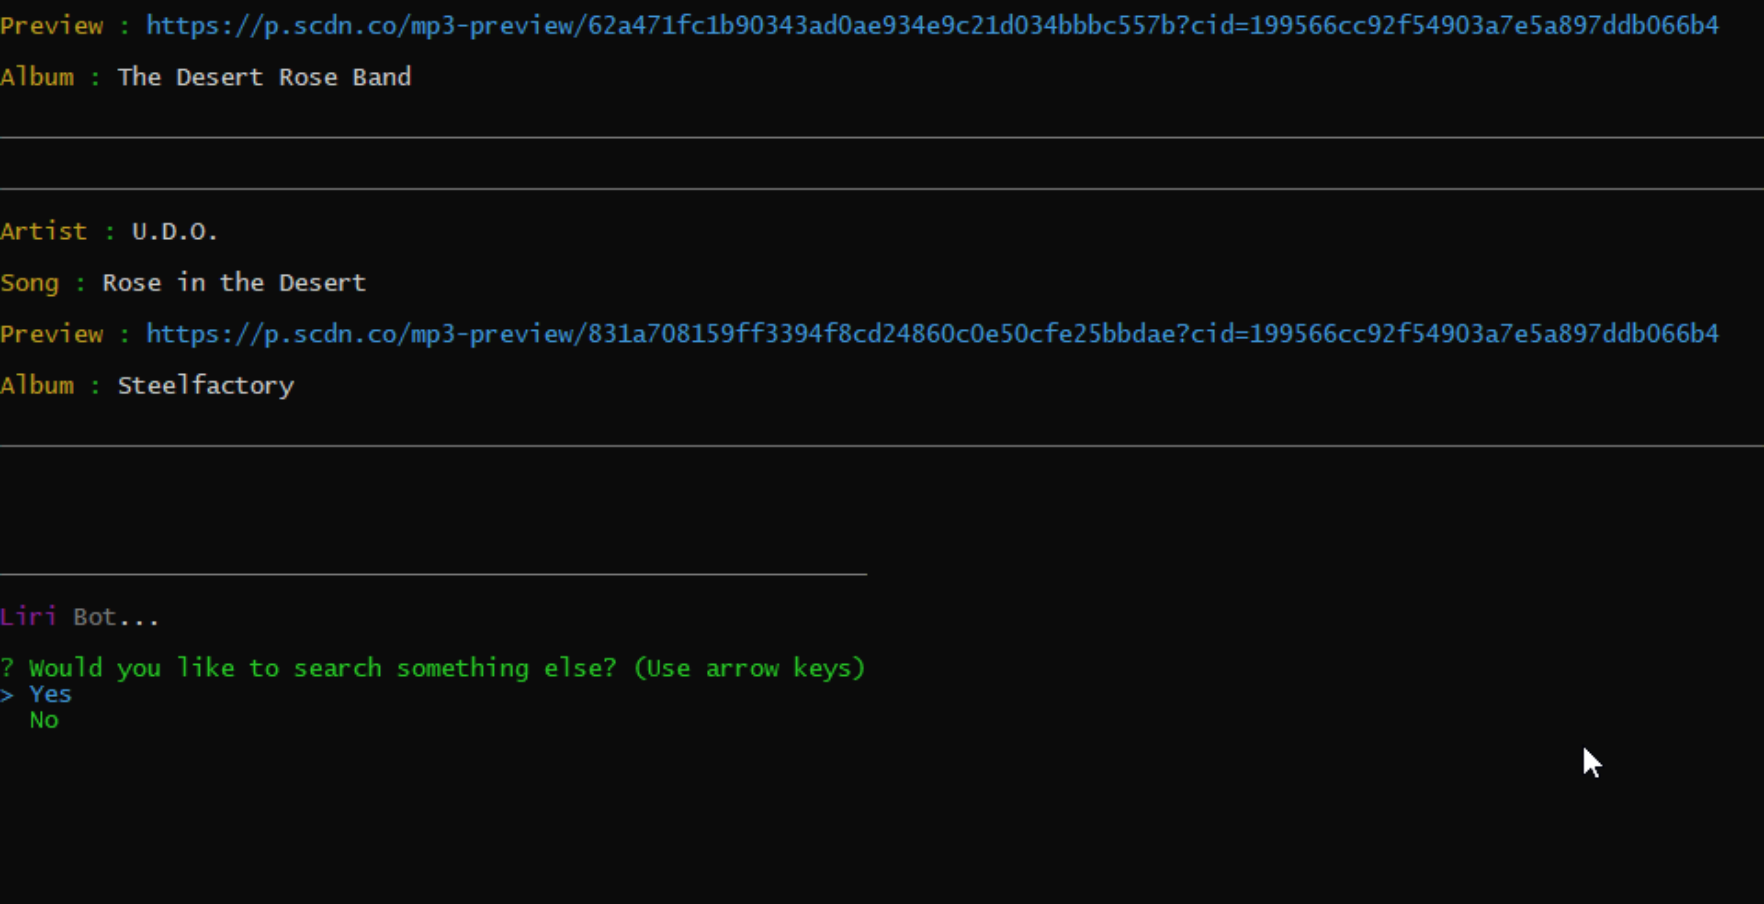 Preview : https://p.scdn.co/mp3-preview/62a471fc1b90343ad0ae934e9c21d034bbbc557b?cid=199566cc92f54903a7e5a897ddb066b4
Album : The Desert Rose Band
Artist : U.D.O.
Song : Rose in the Desert
Preview : https://p.scdn.co/mp3-preview/831a708159ff3394f8cd24860c0e50cfe25bbdae?cid=199566cc92f54903a7e5a897ddb066b4
Album : Steelfactory
Liri Bot...
? Would you like to search something else? (Use arrow keys)
> Yes
No